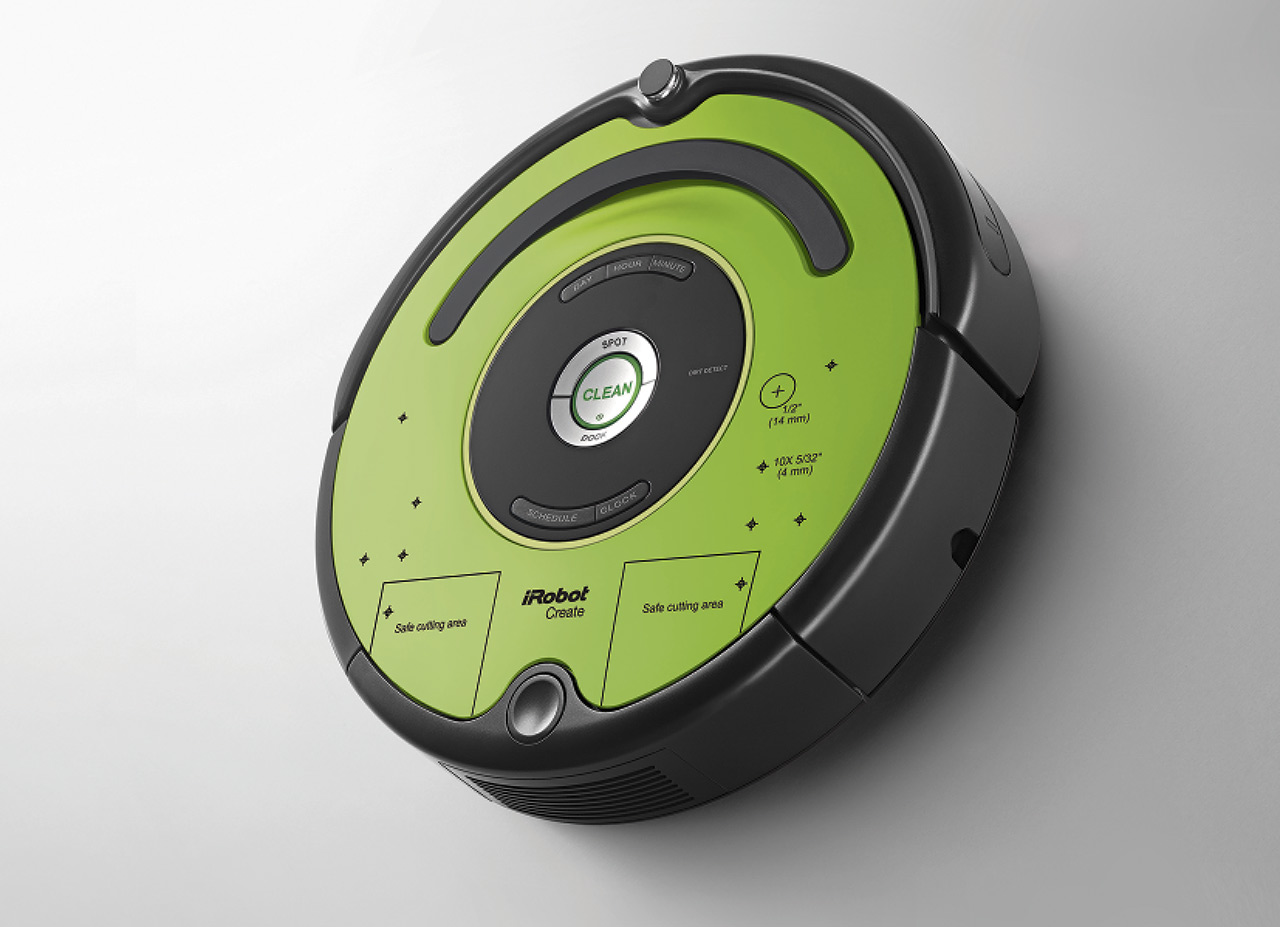 DAY HOUR MINUTE
SPOT
CLEAN
DOCK
DIRT DETECT
SCHEDULE CLOCK
1/2"
(14 mm)
10X 5/32"
(4 mm)
iRobot
Create
Safe cutting area
Safe cutting area